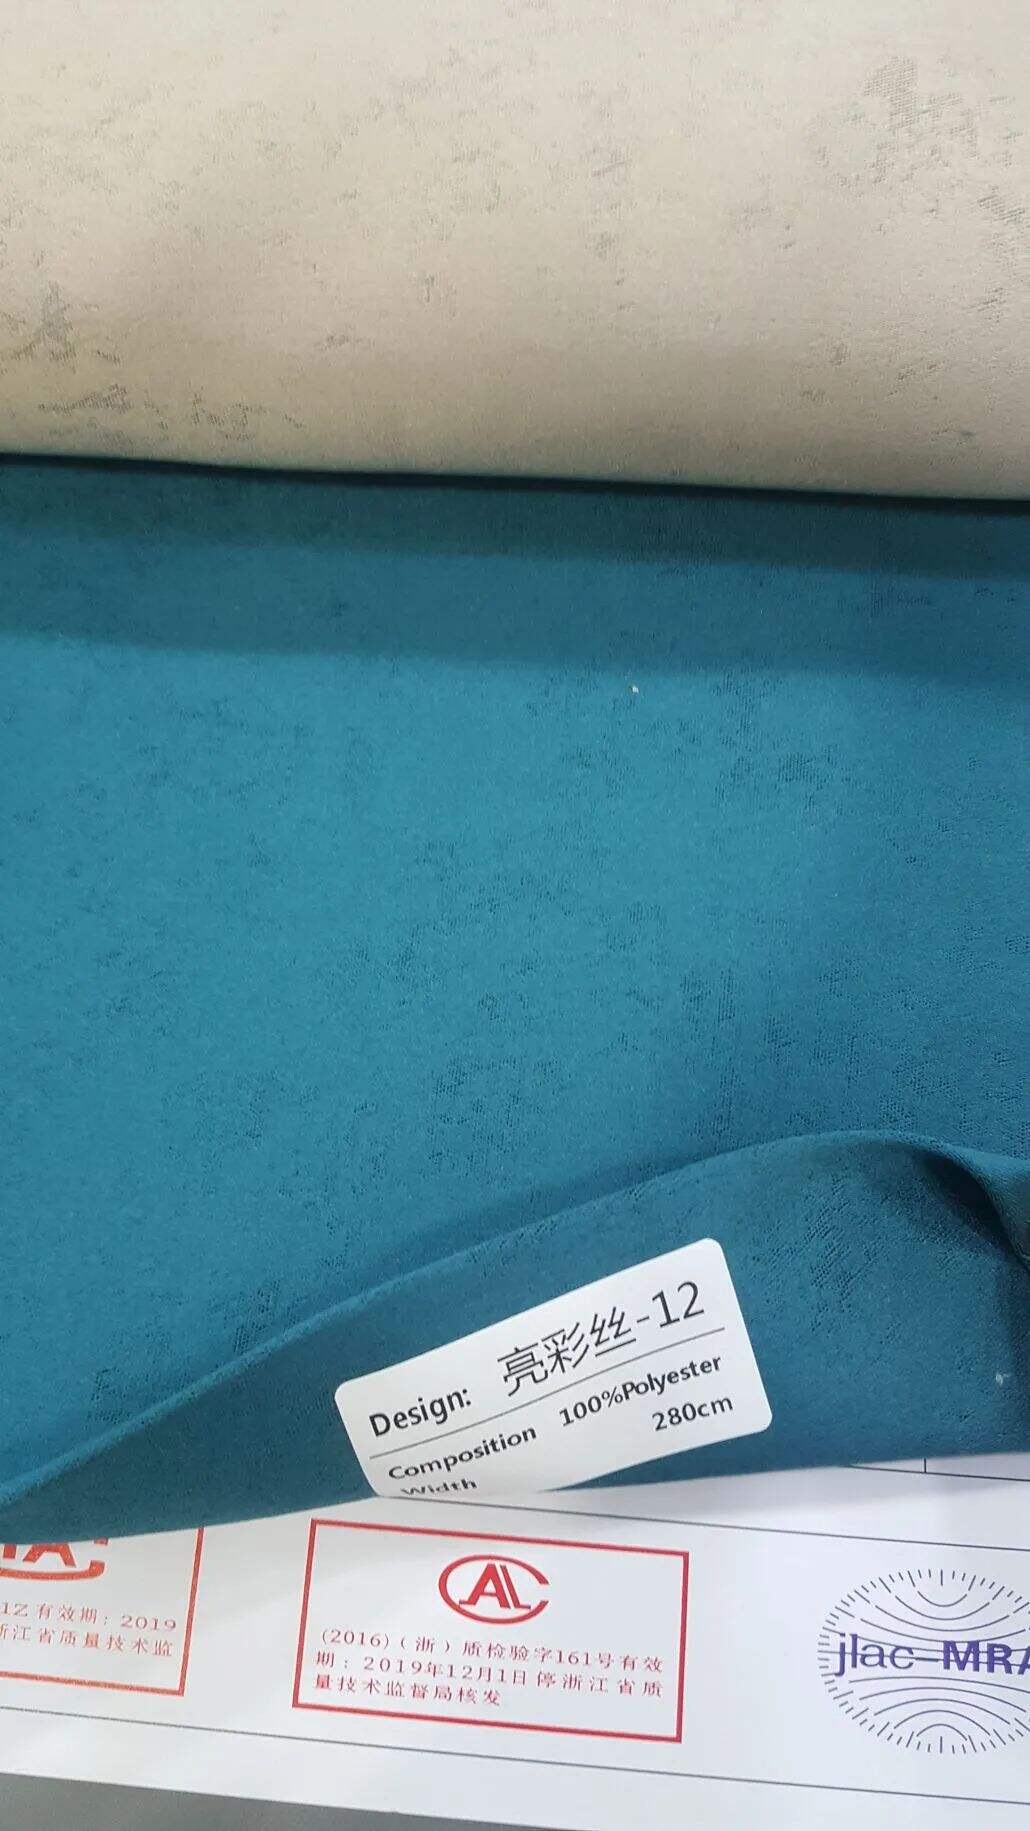 Design: 亮彩丝-12
Composition 100%Polyester
Width 280cm
1Z有效期：2019
浙江省质量技术监
CAL
(2016)(浙)质检验字161号有效
期：2019年12月1日停浙江省质
量技术监督局核发
jlac-MRA